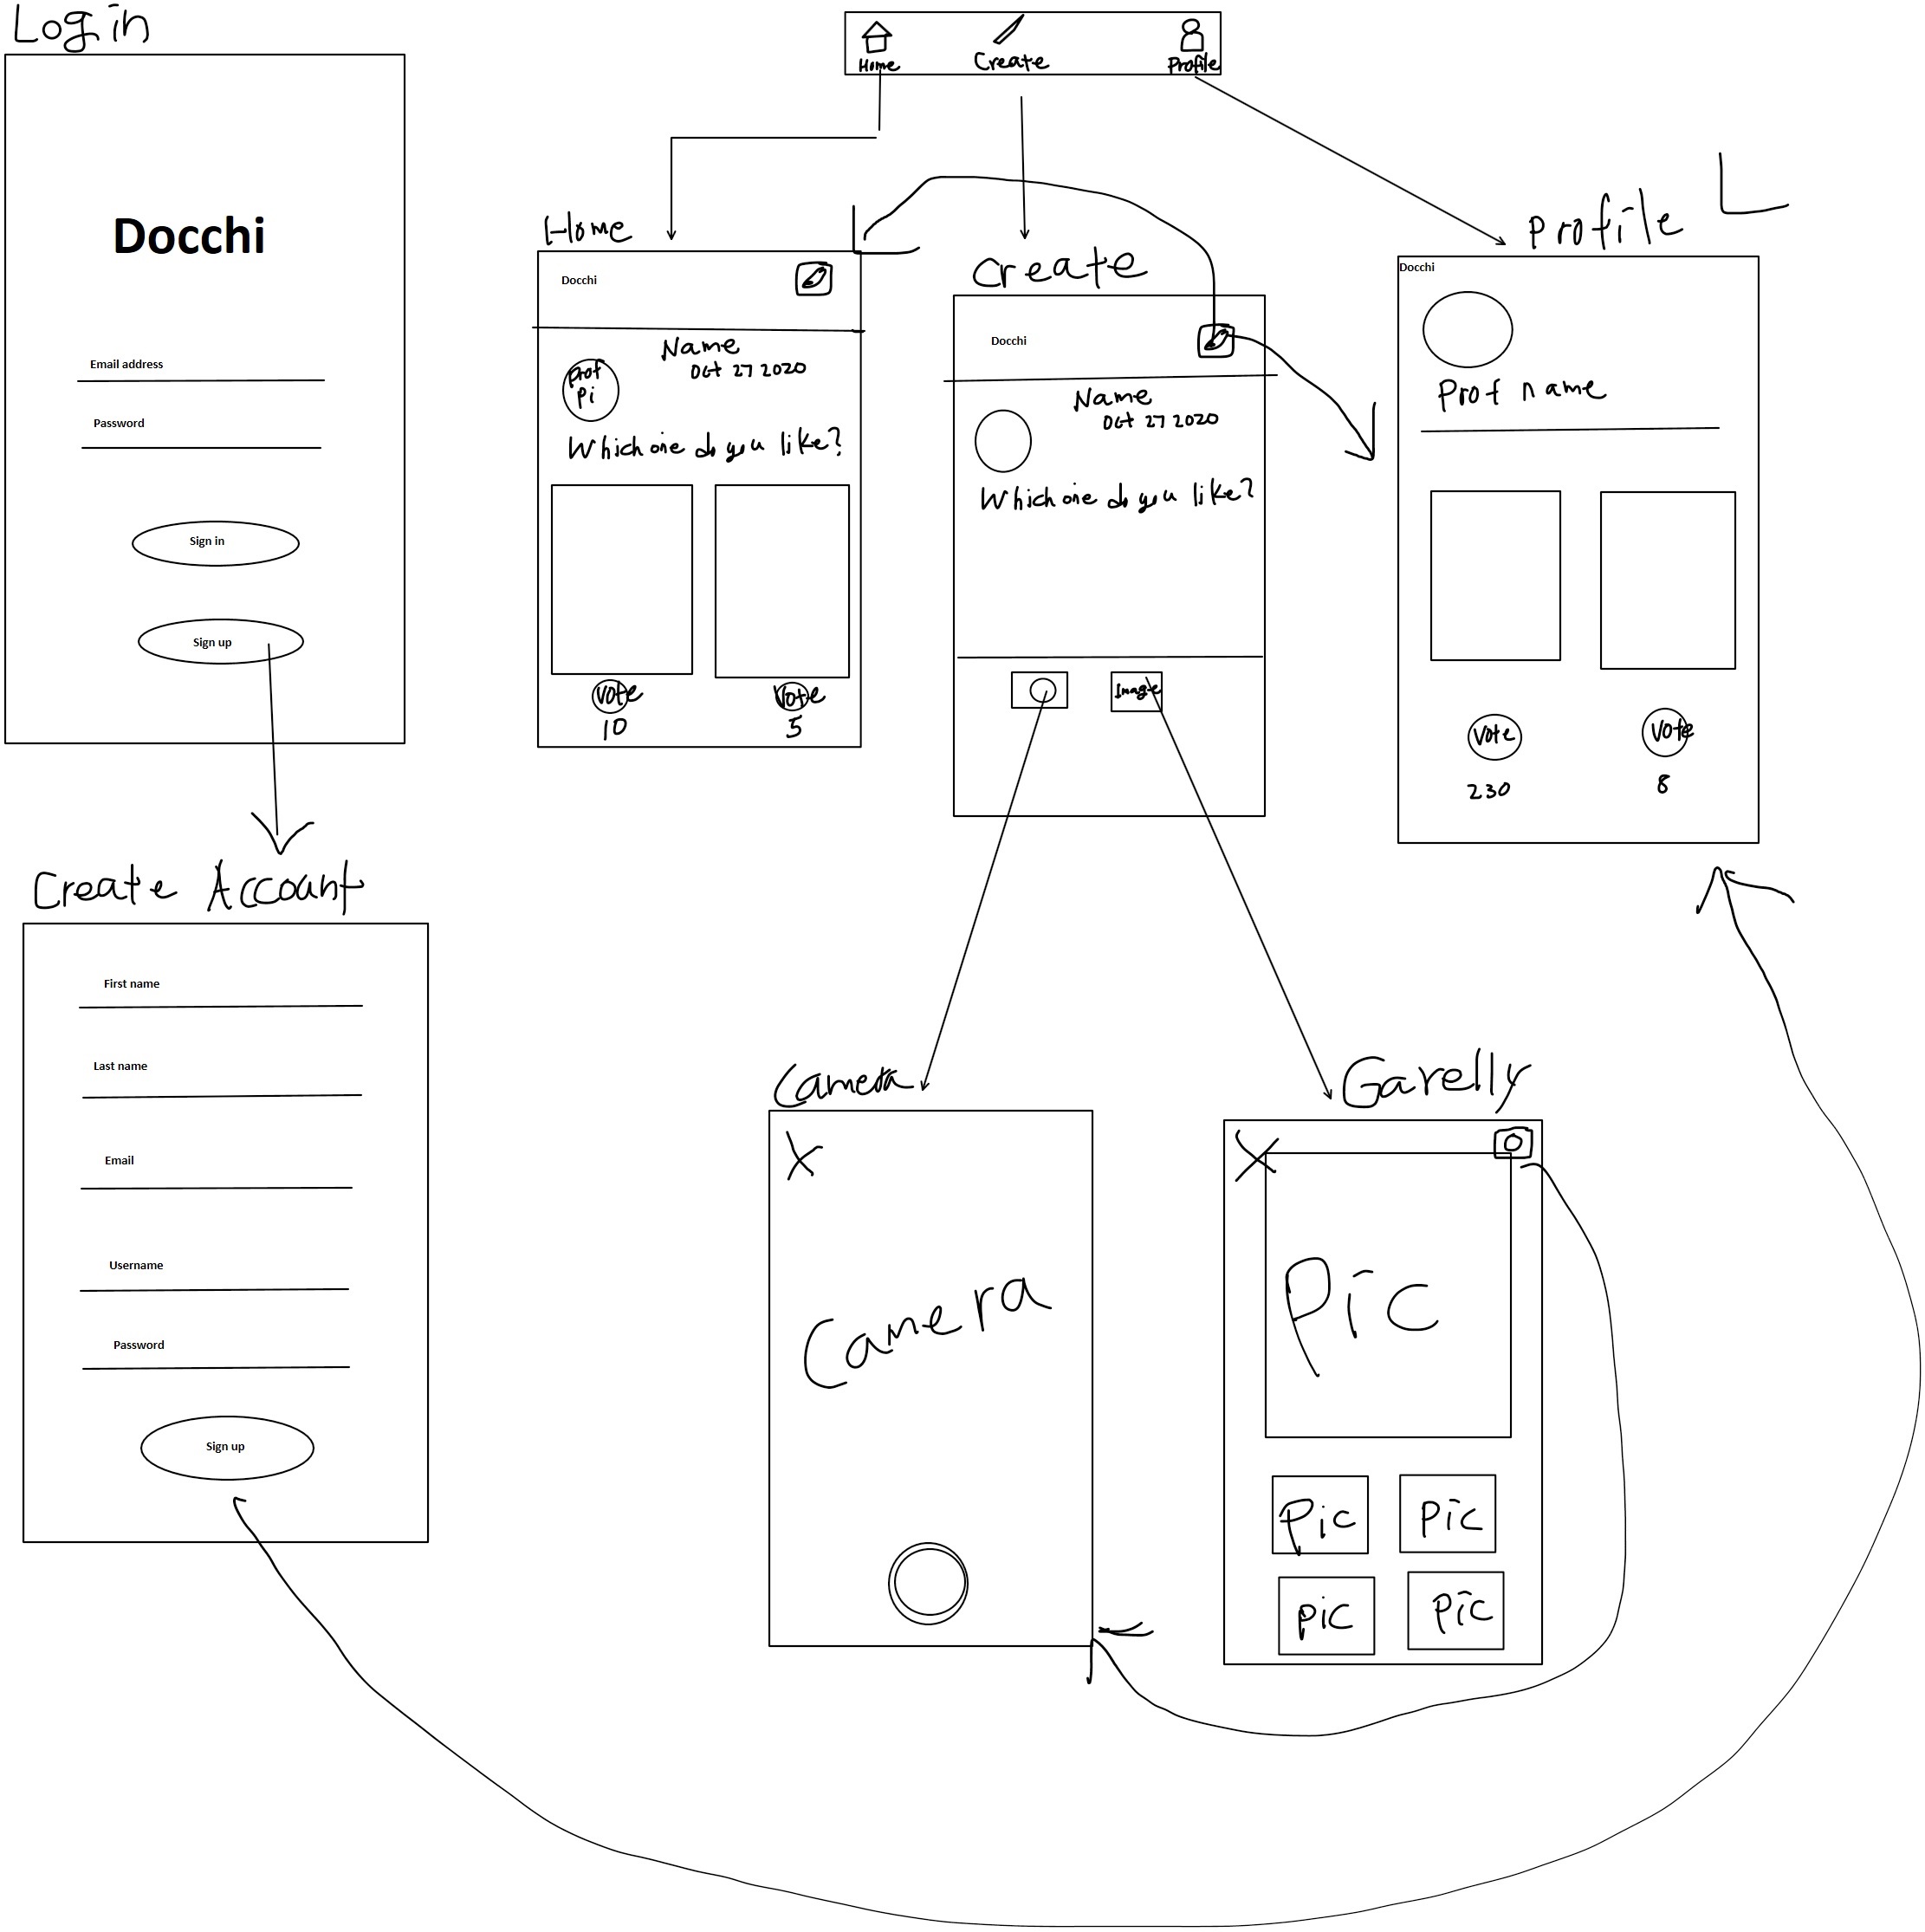 Login
Docchi
Email address
Password
Sign in
Sign up
Create Account
First name
Last name
Email
Username
Password
Sign up
Home
Create
Profile
Home
Docchi
Name
Oct 27 2020
Prof
Pi
Which one do you like?
Vote
10
Vote
5
Create
Docchi
Name
Oct 27 2020
Which one do you like?
Image
Profile
Docchi
Prof name
Vote
230
Vote
8
Camera
X
Camera
Garelly
X
Pic
Pic
Pic
Pic
Pic